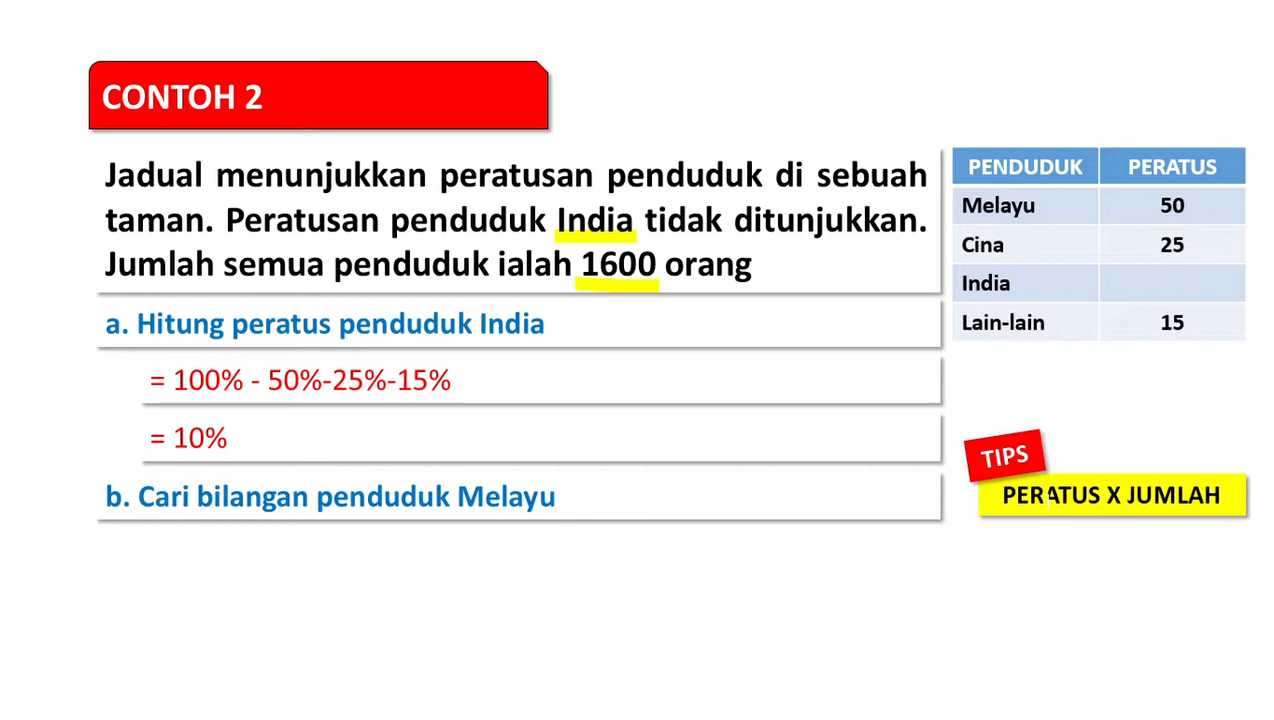 CONTOH 2
Jadual menunjukkan peratusan penduduk di sebuah
taman. Peratusan penduduk India tidak ditunjukkan.
Jumlah semua penduduk ialah 1600 orang
PENDUDUK PERATUS
Melayu 50
Cina 25
India
Lain-lain 15
a. Hitung peratus penduduk India
= 100% - 50%-25%-15%
= 10%
b. Cari bilangan penduduk Melayu
TIPS
PERATUS X JUMLAH